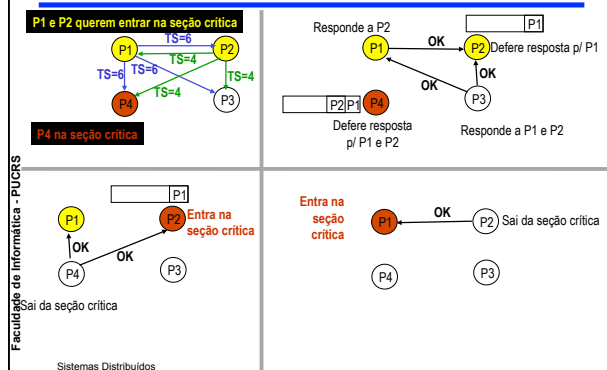 P1 e P2 querem entrar na seção crítica
TS=6
P1
P2
TS=4
TS=6
TS=6
TS=4
TS=4
P4
P3
P4 na seção crítica
P1
Responde a P2
OK
P1
P2
Defere resposta p/ P1
OK
OK
P2 P1
P4
P3
Defere resposta
p/ P1 e P2
Responde a P1 e P2
P1
P1
P2
Entra na
seção crítica
OK
OK
P4
P3
Sai da seção crítica
Entra na
seção
crítica
OK
P1
P2
Sai da seção crítica
P4
P3
Faculdade de Informática - PUCRS
Sistemas Distribuídos